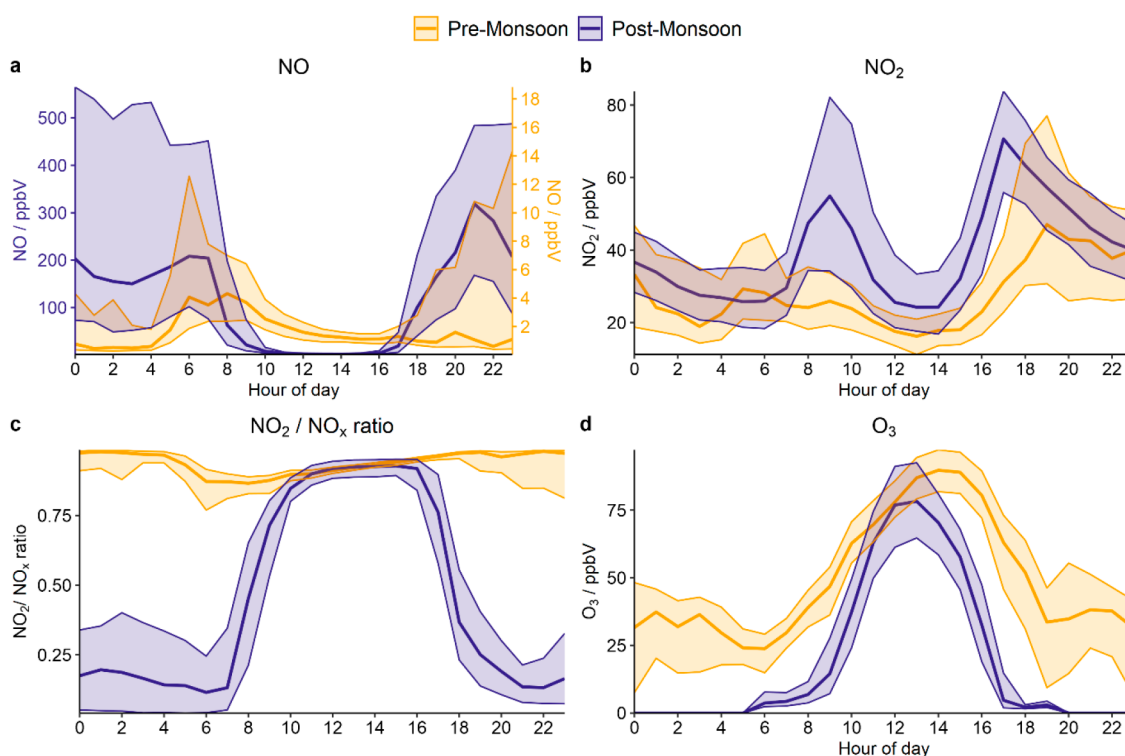 Pre-Monsoon Post-Monsoon
a NO
NO / ppbV
500
400
300
200
100
18
16
14
12
10
8
6
4
2
NO / ppbV
0 2 4 6 8 10 12 14 16 18 20 22
Hour of day
b NO₂
NO₂ / ppbV
80
60
40
20
0 2 4 6 8 10 12 14 16 18 20 22
Hour of day
c NO₂ / NOₓ ratio
NO₂/ NOₓ ratio
0.75
0.50
0.25
0 2 4 6 8 10 12 14 16 18 20 22
d O₃
O₃ / ppbV
75
50
25
0
0 2 4 6 8 10 12 14 16 18 20 22
Hour of day